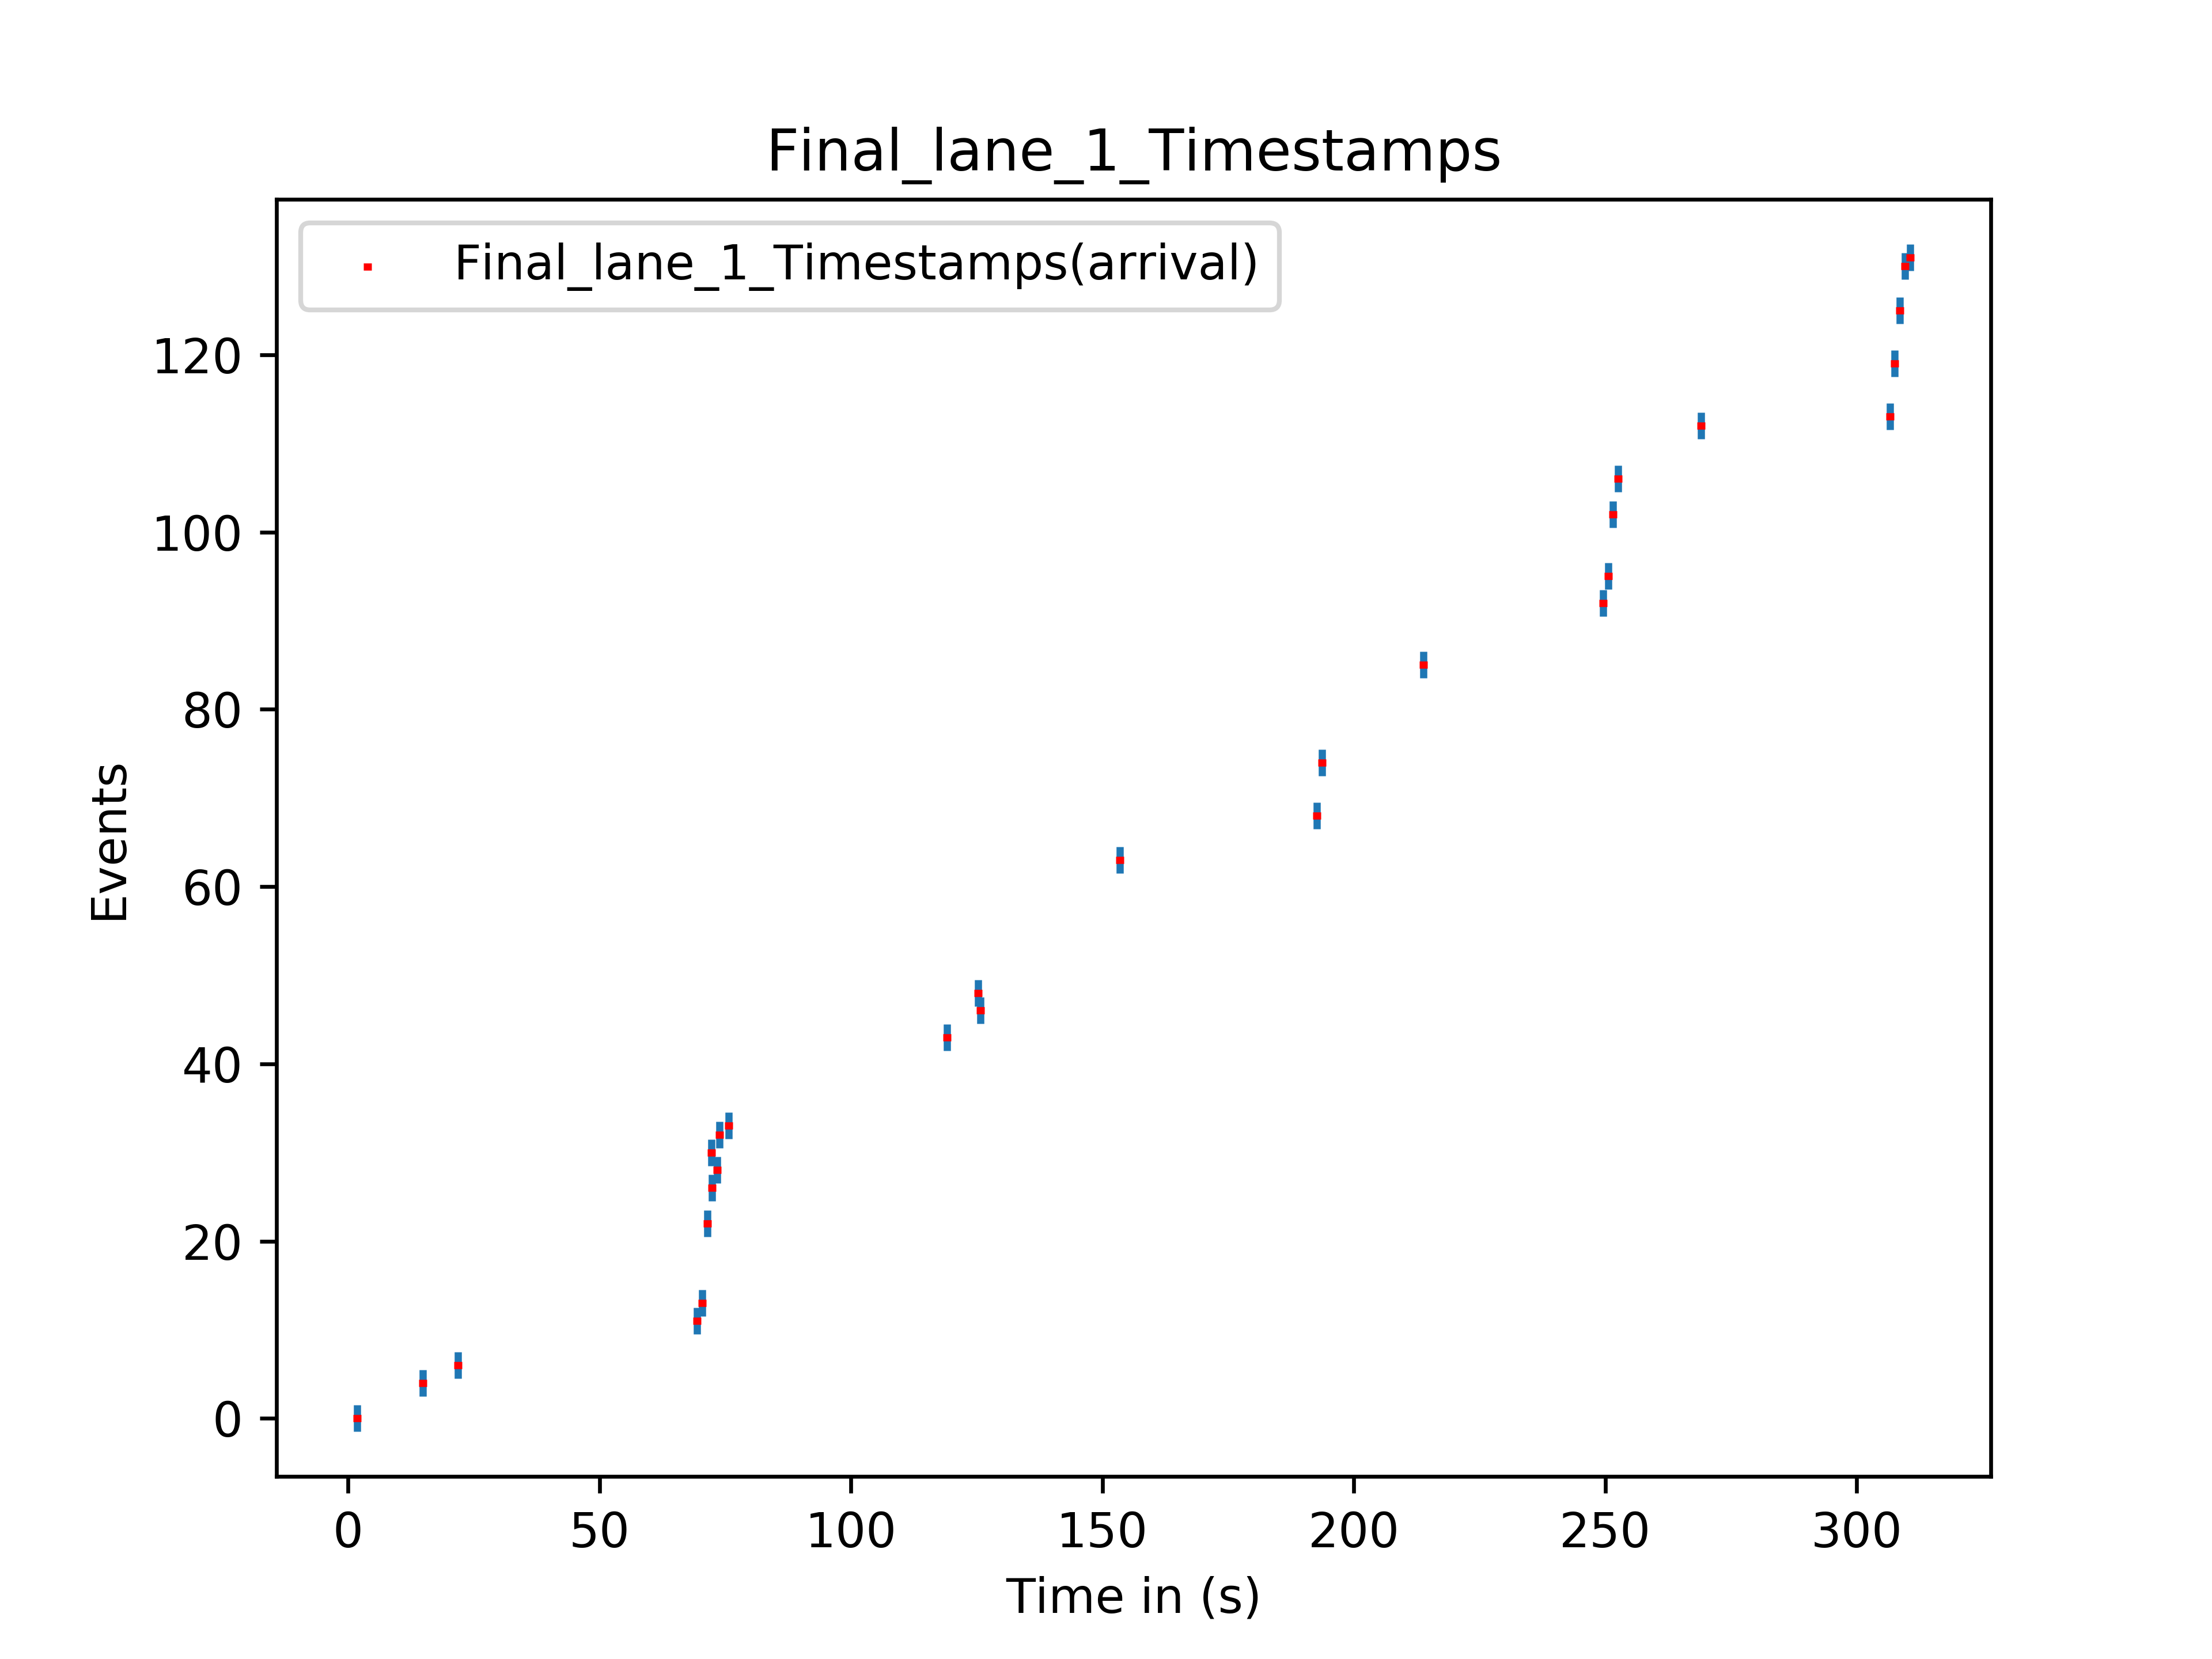 Final_lane_1_Timestamps
Final_lane_1_Timestamps(arrival)
120
100
80
60
40
20
0
Events
0 50 100 150 200 250 300
Time in (s)